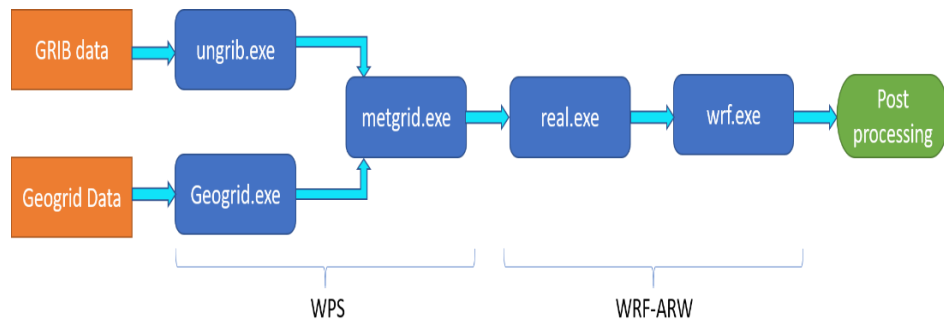 GRIB data
ungrib.exe
metgrid.exe
real.exe
wrf.exe
Post
processing
Geogrid Data
Geogrid.exe
WPS
WRF-ARW